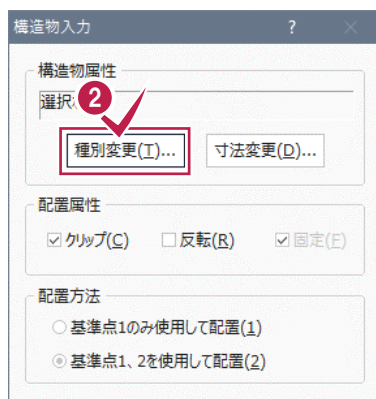 構造物入力 ?
構造物属性
選択
2
種別変更(T)... 寸法変更(D)...
配置属性
クリップ(C) 反転(R) 固定(F)
配置方法
基準点1のみ使用して配置(1)
基準点1、2を使用して配置(2)